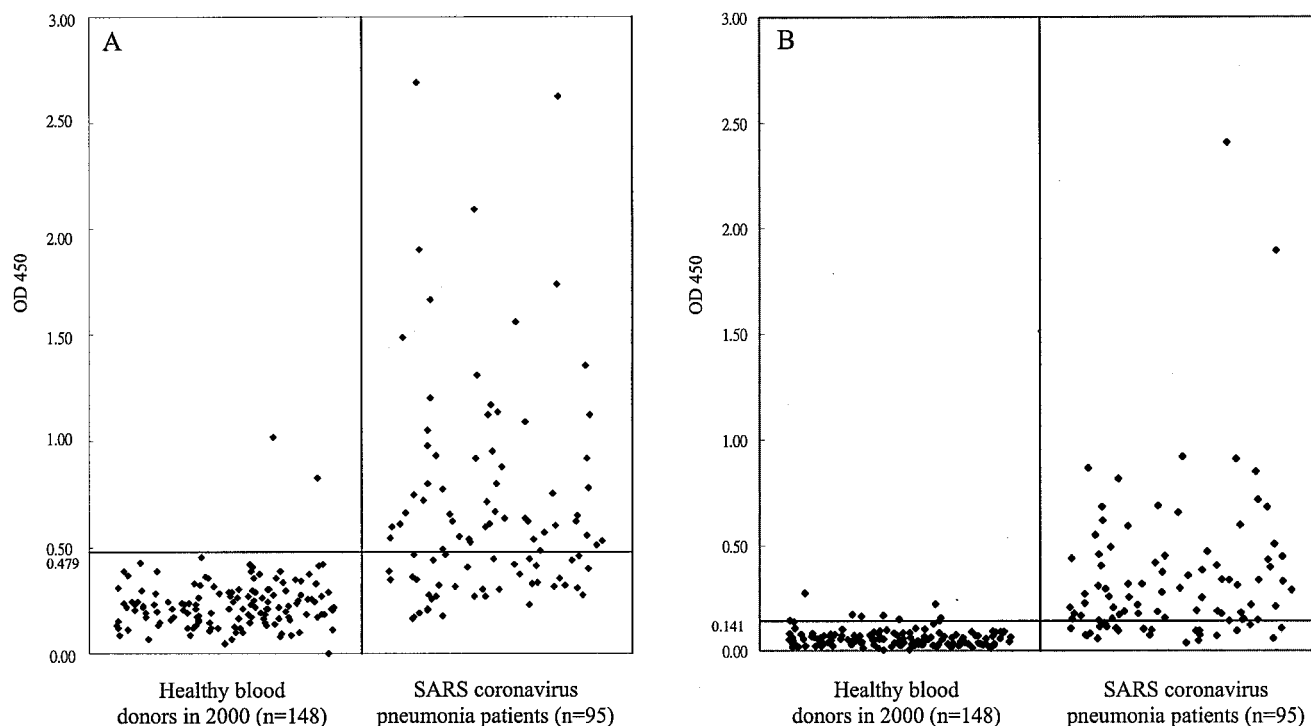 A
3.00
2.50
2.00
1.50
1.00
0.50
0.479
0.00
OD 450
Healthy blood
donors in 2000 (n=148)
SARS coronavirus
pneumonia patients (n=95)
B
3.00
2.50
2.00
1.50
1.00
0.50
0.141
0.00
OD 450
Healthy blood
donors in 2000 (n=148)
SARS coronavirus
pneumonia patients (n=95)